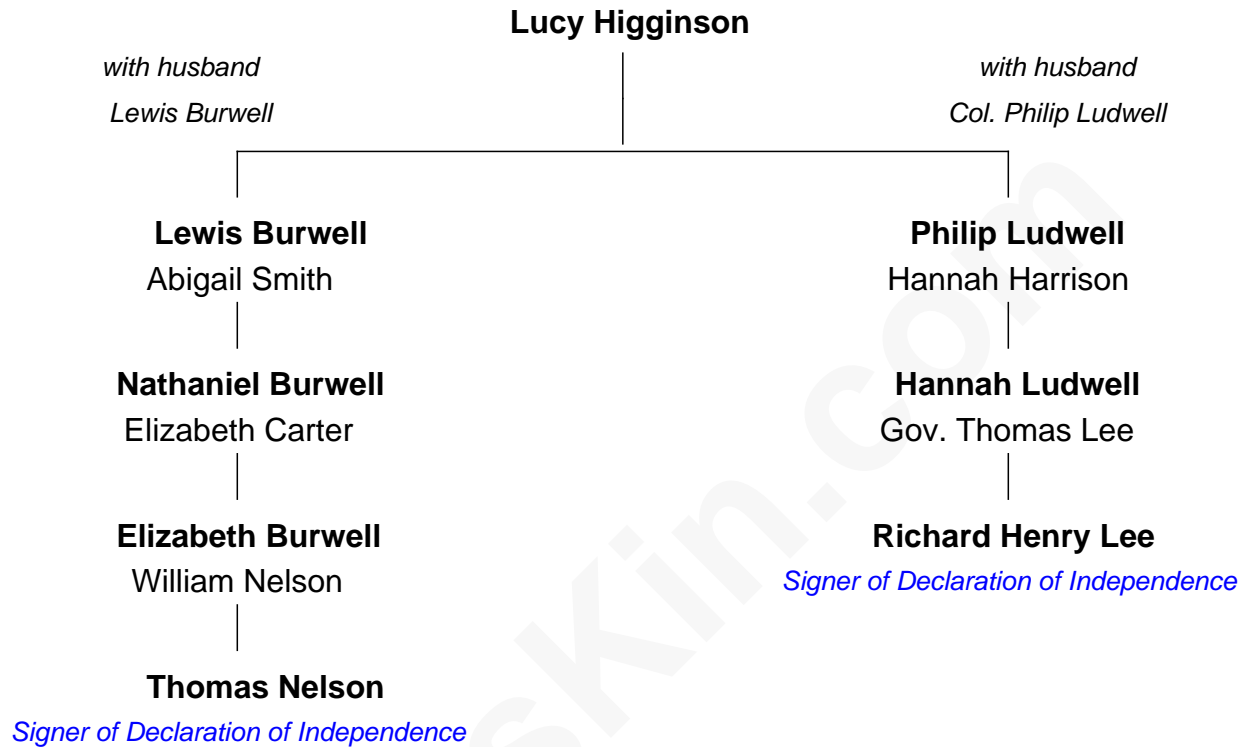 Lucy Higginson
with husband
Lewis Burwell
with husband
Col. Philip Ludwell
Lewis Burwell
Abigail Smith
Philip Ludwell
Hannah Harrison
Nathaniel Burwell
Elizabeth Carter
Hannah Ludwell
Gov. Thomas Lee
Elizabeth Burwell
William Nelson
Richard Henry Lee
Signer of Declaration of Independence
Thomas Nelson
Signer of Declaration of Independence
sKin.com